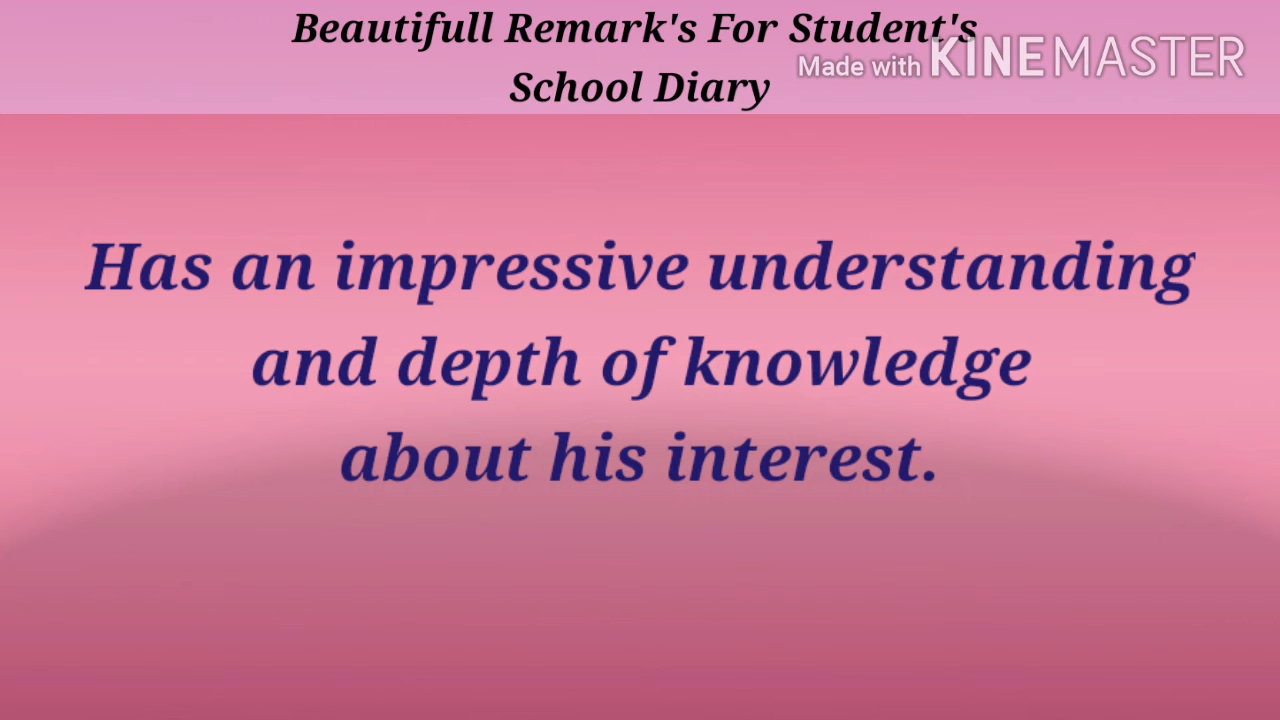 Beautifull Remark's For Student's
School Diary
Made with KINEMASTER
Has an impressive understanding
and depth of knowledge
about his interest.